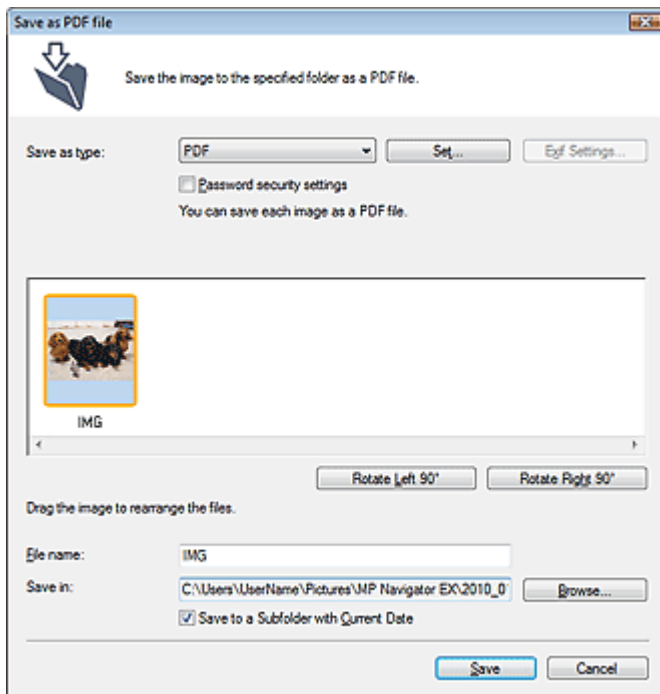 Save as PDF file
Save the image to the specified folder as a PDF file.
Save as type: PDF Set... Exif Settings...
Password security settings
You can save each image as a PDF file.
IMG
Rotate Left 90° Rotate Right 90°
Drag the image to rearrange the files.
File name: IMG
Save in: C:\Users\UserName\Pictures\MP Navigator EX\2010_0 Browse...
Save to a Subfolder with Current Date
Save Cancel